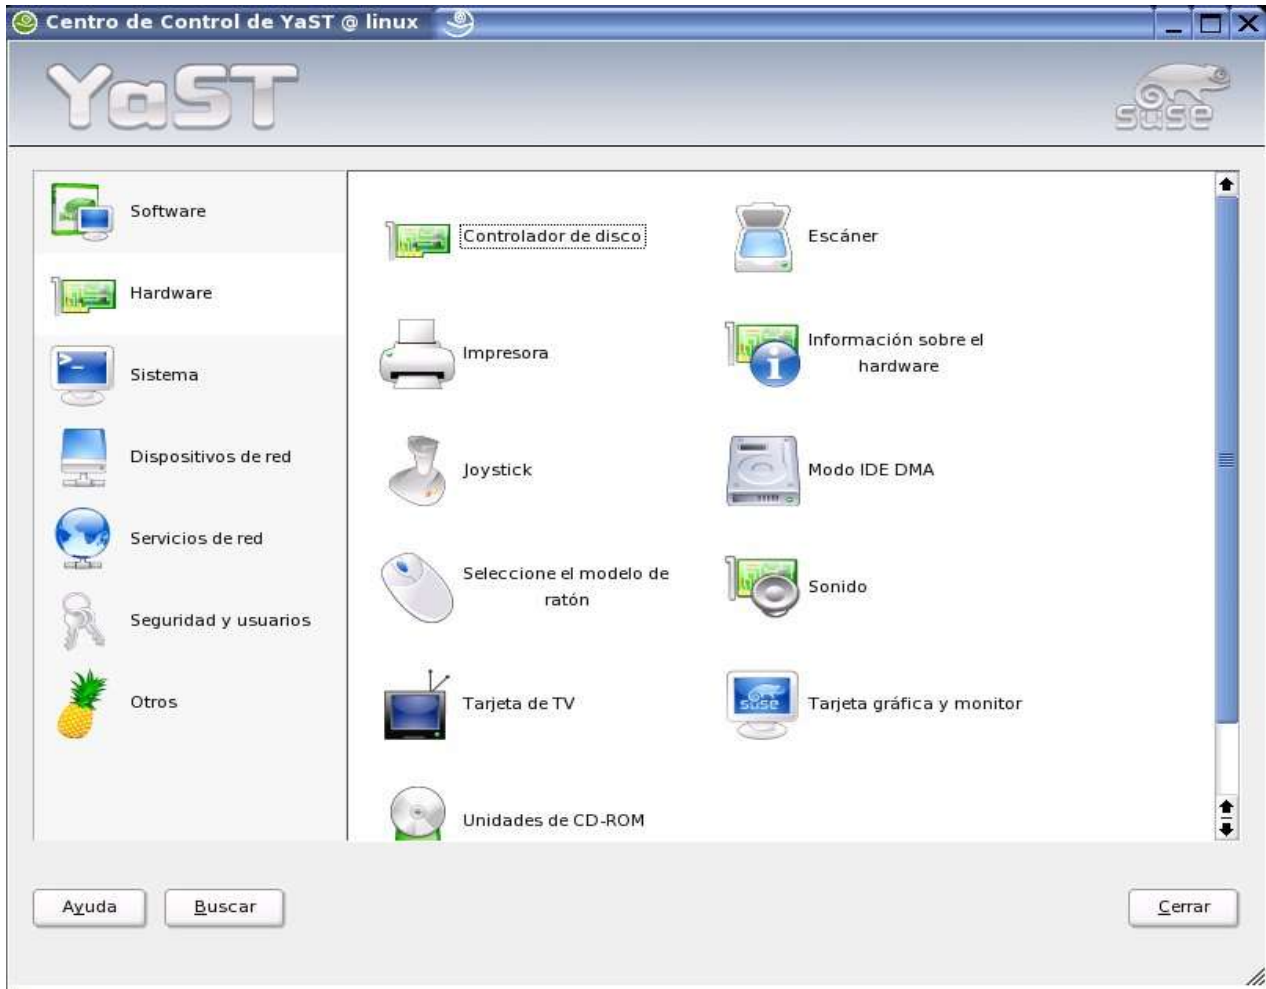 Centro de Control de YaST @ linux
YaST
suse
Software
Hardware
Sistema
Dispositivos de red
Servicios de red
Seguridad y usuarios
Otros
Controlador de disco
Escáner
Impresora
Información sobre el
hardware
Joystick
Modo IDE DMA
Seleccione el modelo de
ratón
Sonido
Tarjeta de TV
suse
Tarjeta gráfica y monitor
Unidades de CD-ROM
Ayuda
Buscar
Cerrar